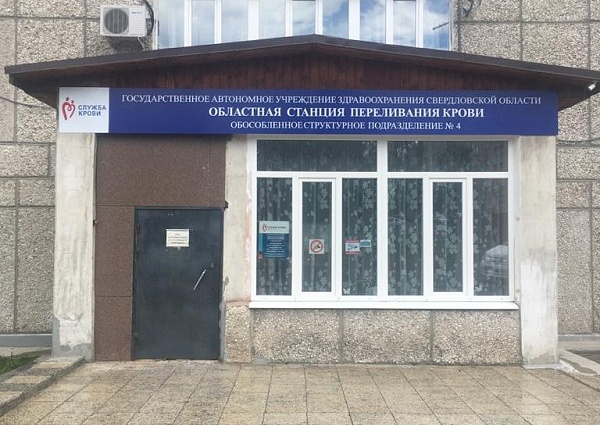 ГОСУДАРСТВЕННОЕ АВТОНОМНОЕ УЧРЕЖДЕНИЕ ЗДРАВООХРАНЕНИЯ СВЕРДЛОВСКОЙ ОБЛАСТИ
ОБЛАСТНАЯ СТАНЦИЯ ПЕРЕЛИВАНИЯ КРОВИ
ОБОСОБЛЕННОЕ СТРУКТУРНОЕ ПОДРАЗДЕЛЕНИЕ № 4
СЛУЖБА
КРОВИ